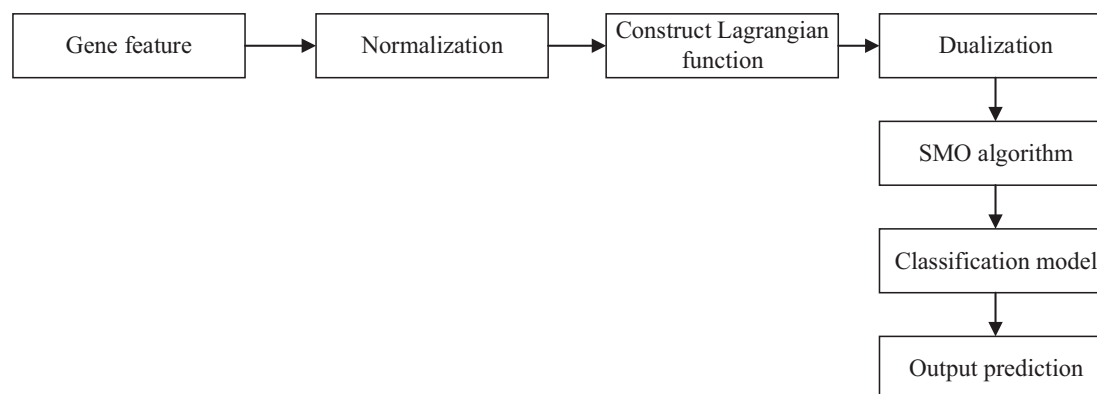 Gene feature
Normalization
Construct Lagrangian
function
Dualization
SMO algorithm
Classification model
Output prediction